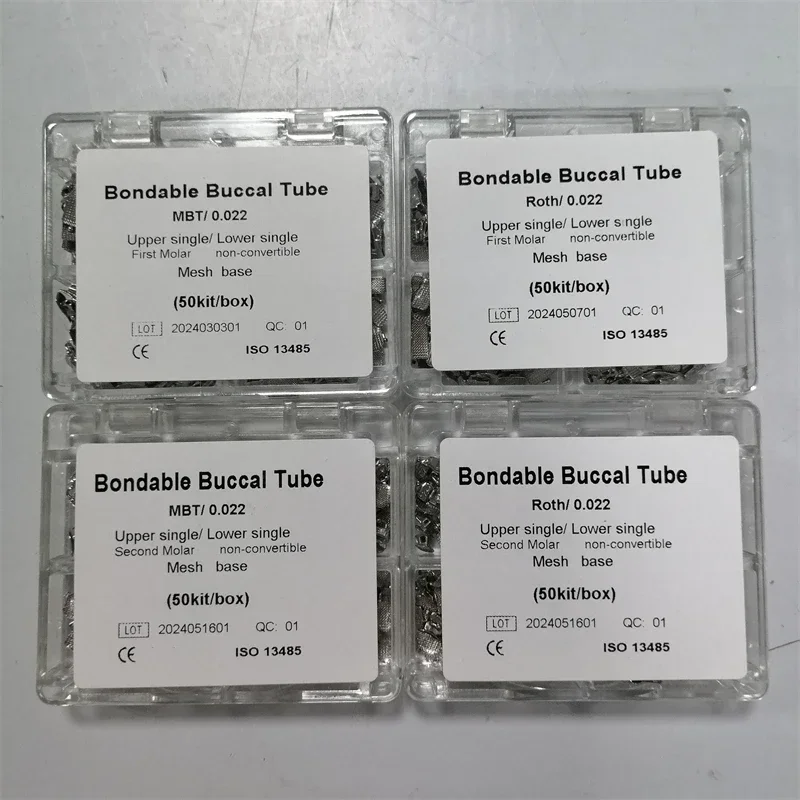 Bondable Buccal Tube
MBT/ 0.022
Upper single/ Lower single
First Molar non-convertible
Mesh base
(50kit/box)
LOT 2024030301 QC: 01
CE ISO 13485
Bondable Buccal Tube
Roth/ 0.022
Upper single/ Lower single
First Molar non-convertible
Mesh base
(50kit/box)
LOT 2024050701 QC: 01
CE ISO 13485
Bondable Buccal Tube
MBT/ 0.022
Upper single/ Lower single
Second Molar non-convertible
Mesh base
(50kit/box)
LOT 2024051601 QC: 01
CE ISO 13485
Bondable Buccal Tube
Roth/ 0.022
Upper single/ Lower single
Second Molar non-convertible
Mesh base
(50kit/box)
LOT 2024051601 QC: 01
CE ISO 13485